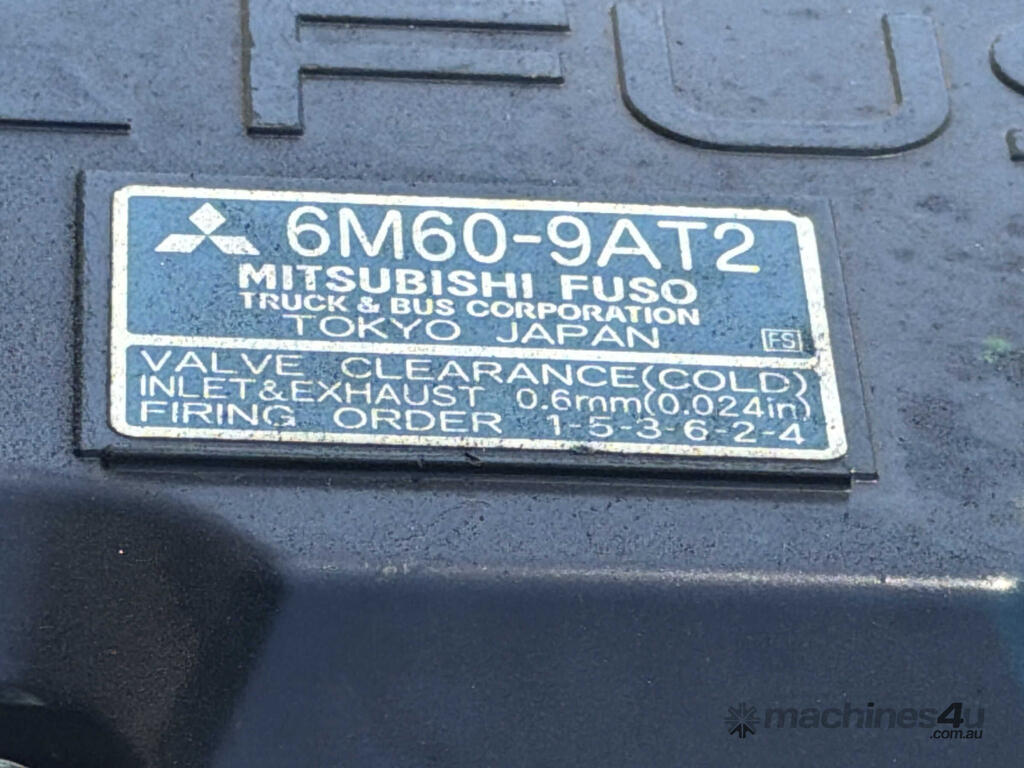 FUS
6M60-9AT2
MITSUBISHI FUSO
TRUCK & BUS CORPORATION
TOKYO JAPAN
FS
VALVE CLEARANCE(COLD)
INLET&EXHAUST 0.6mm(0.024in)
FIRING ORDER 1-5-3-6-2-4
machines4u
.com.au